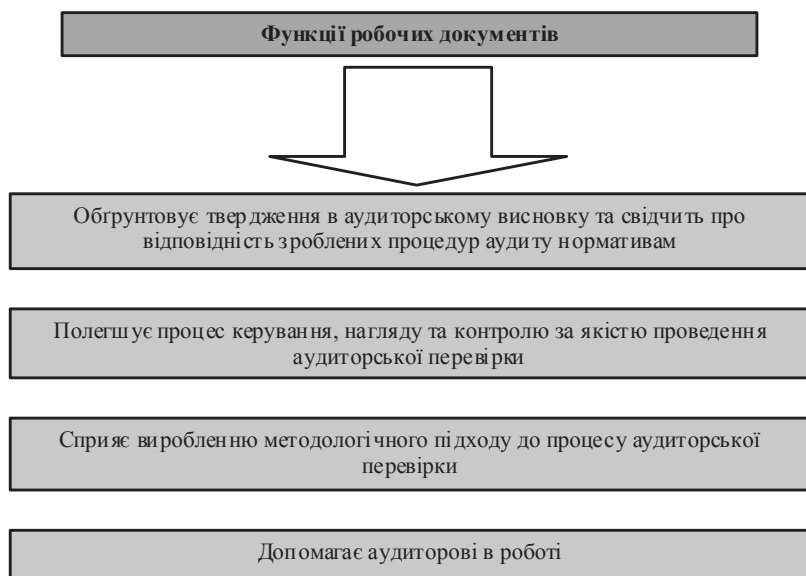 Функції робочих документів
Обґрунтовує твердження в аудиторському висновку та свідчить про
відповідність зроблених процедур аудиту нормативам
Полегшує процес керування, нагляду та контролю за якістю проведення
аудиторської перевірки
Сприяє виробленню методологічного підходу до процесу аудиторської
перевірки
Допомагає аудиторові в роботі